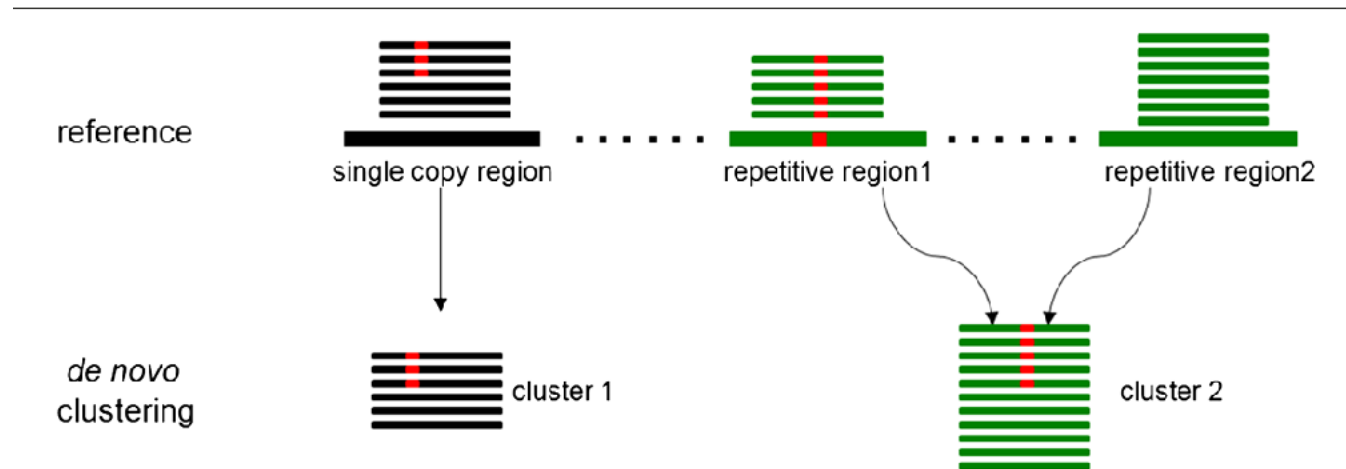 reference
single copy region
repetitive region1
repetitive region2
de novo
clustering
cluster 1
cluster 2